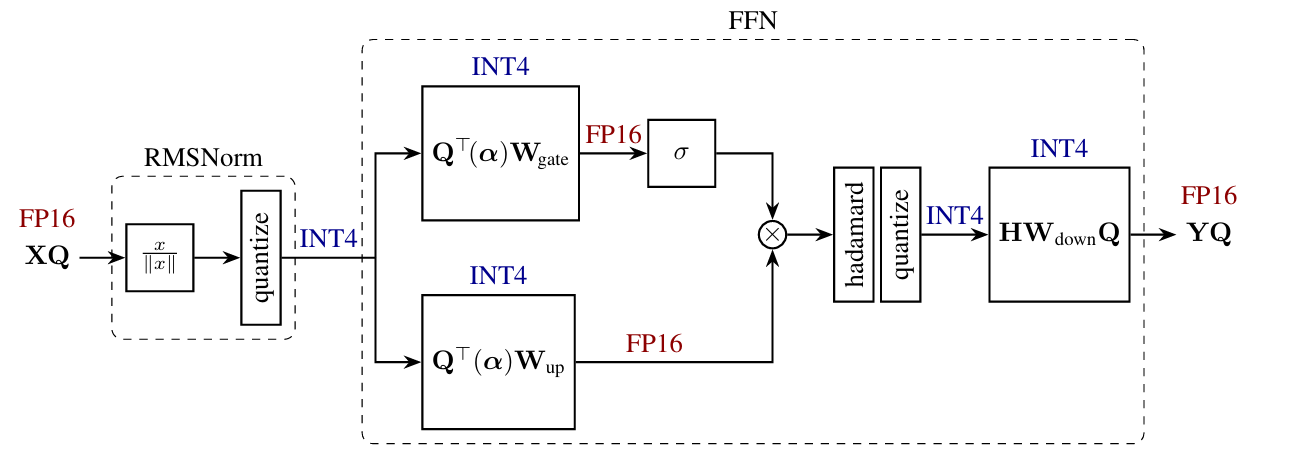 FFN
RMSNorm
FP16
XQ
x
‖x‖
quantize
INT4
INT4
Q⊤(α)Wgate
FP16
σ
INT4
Q⊤(α)Wup
FP16
×
hadamard
quantize
INT4
INT4
HWdownQ
FP16
YQ